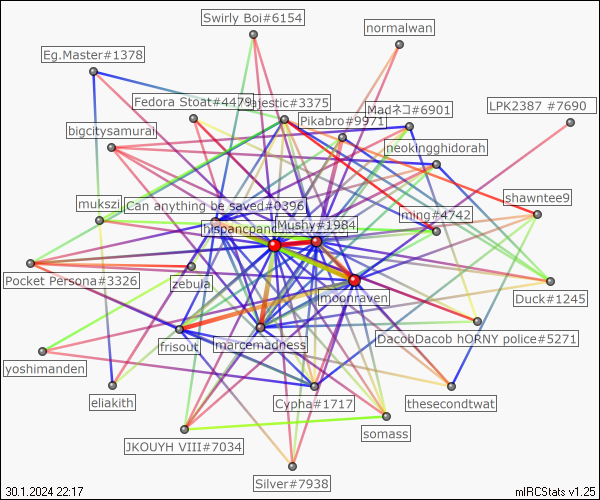 Swirly Boi#6154
normalwan
Eg.Master#1378
Fedora Stoat#4479
ajestic#3375
Madネコ#6901
LPK2387 #7690
Pikabro#9971
bigcitysamurai
neokingghidorah
mukszi
Can anything be saved#0396
shawntee9
ming#4742
hispanicpan
Mushy#1984
Pocket Persona#3326
zebula
moonraven
Duck#1245
DacobDacob hORNY police#5271
frisout
marcemadness
yoshimanden
eliakith
Cypha#1717
thesecondtwat
somass
JKOUYH VIII#7034
Silver#7938
30.1.2024 22:17
mIRCStats v1.25